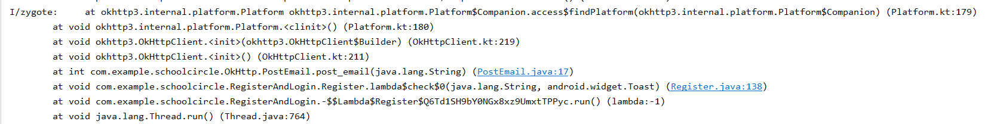 I/zygote:     at okhttp3.internal.platform.Platform okhttp3.internal.platform.Platform$Companion.access$findPlatform(okhttp3.internal.platform.Platform$Companion) (Platform.kt:179)
at void okhttp3.internal.platform.Platform.<clinit>() (Platform.kt:180)
at void okhttp3.OkHttpClient.<init>(okhttp3.OkHttpClient$Builder) (OkHttpClient.kt:219)
at void okhttp3.OkHttpClient.<init>() (OkHttpClient.kt:211)
at int com.example.schoolcircle.OkHttp.PostEmail.post_email(java.lang.String) (PostEmail.java:17)
at void com.example.schoolcircle.RegisterAndLogin.Register.lambda$check$0(java.lang.String, android.widget.Toast) (Register.java:138)
at void com.example.schoolcircle.RegisterAndLogin.-$$Lambda$Register$Q6Td1SH9bY0NGx8xz9UmxtTPPyc.run() (lambda:-1)
at void java.lang.Thread.run() (Thread.java:764)